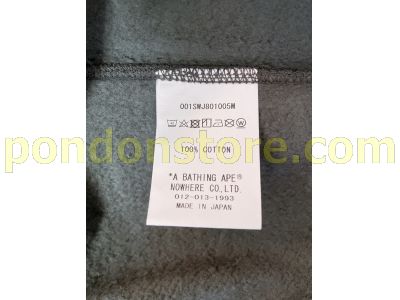 001SWJ801005M
pondonstore.com
100% COTTON
"A BATHING APE®
NOWHERE CO,LTD.
012-013-1993
MADE IN JAPAN